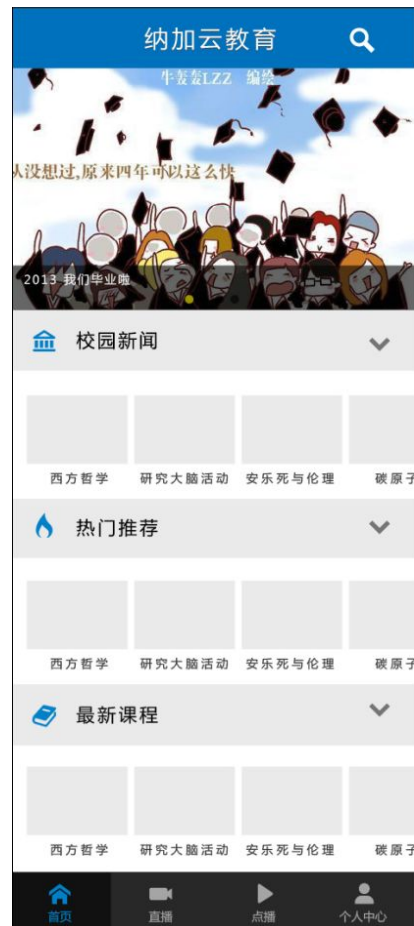 纳加云教育
牛轰轰LZZ 编绘
从没想过,原来四年可以这么快
2013 我们毕业啦
校园新闻
西方哲学 研究大脑活动 安乐死与伦理 碳原子
热门推荐
西方哲学 研究大脑活动 安乐死与伦理 碳原子
最新课程
西方哲学 研究大脑活动 安乐死与伦理 碳原子
首页 直播 点播 个人中心